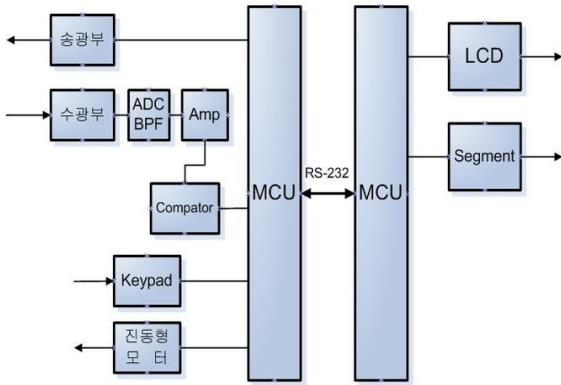 송광부
수광부
ADC
BPF
Amp
Compator
Keypad
진동형
모 터
MCU
RS-232
MCU
LCD
Segment